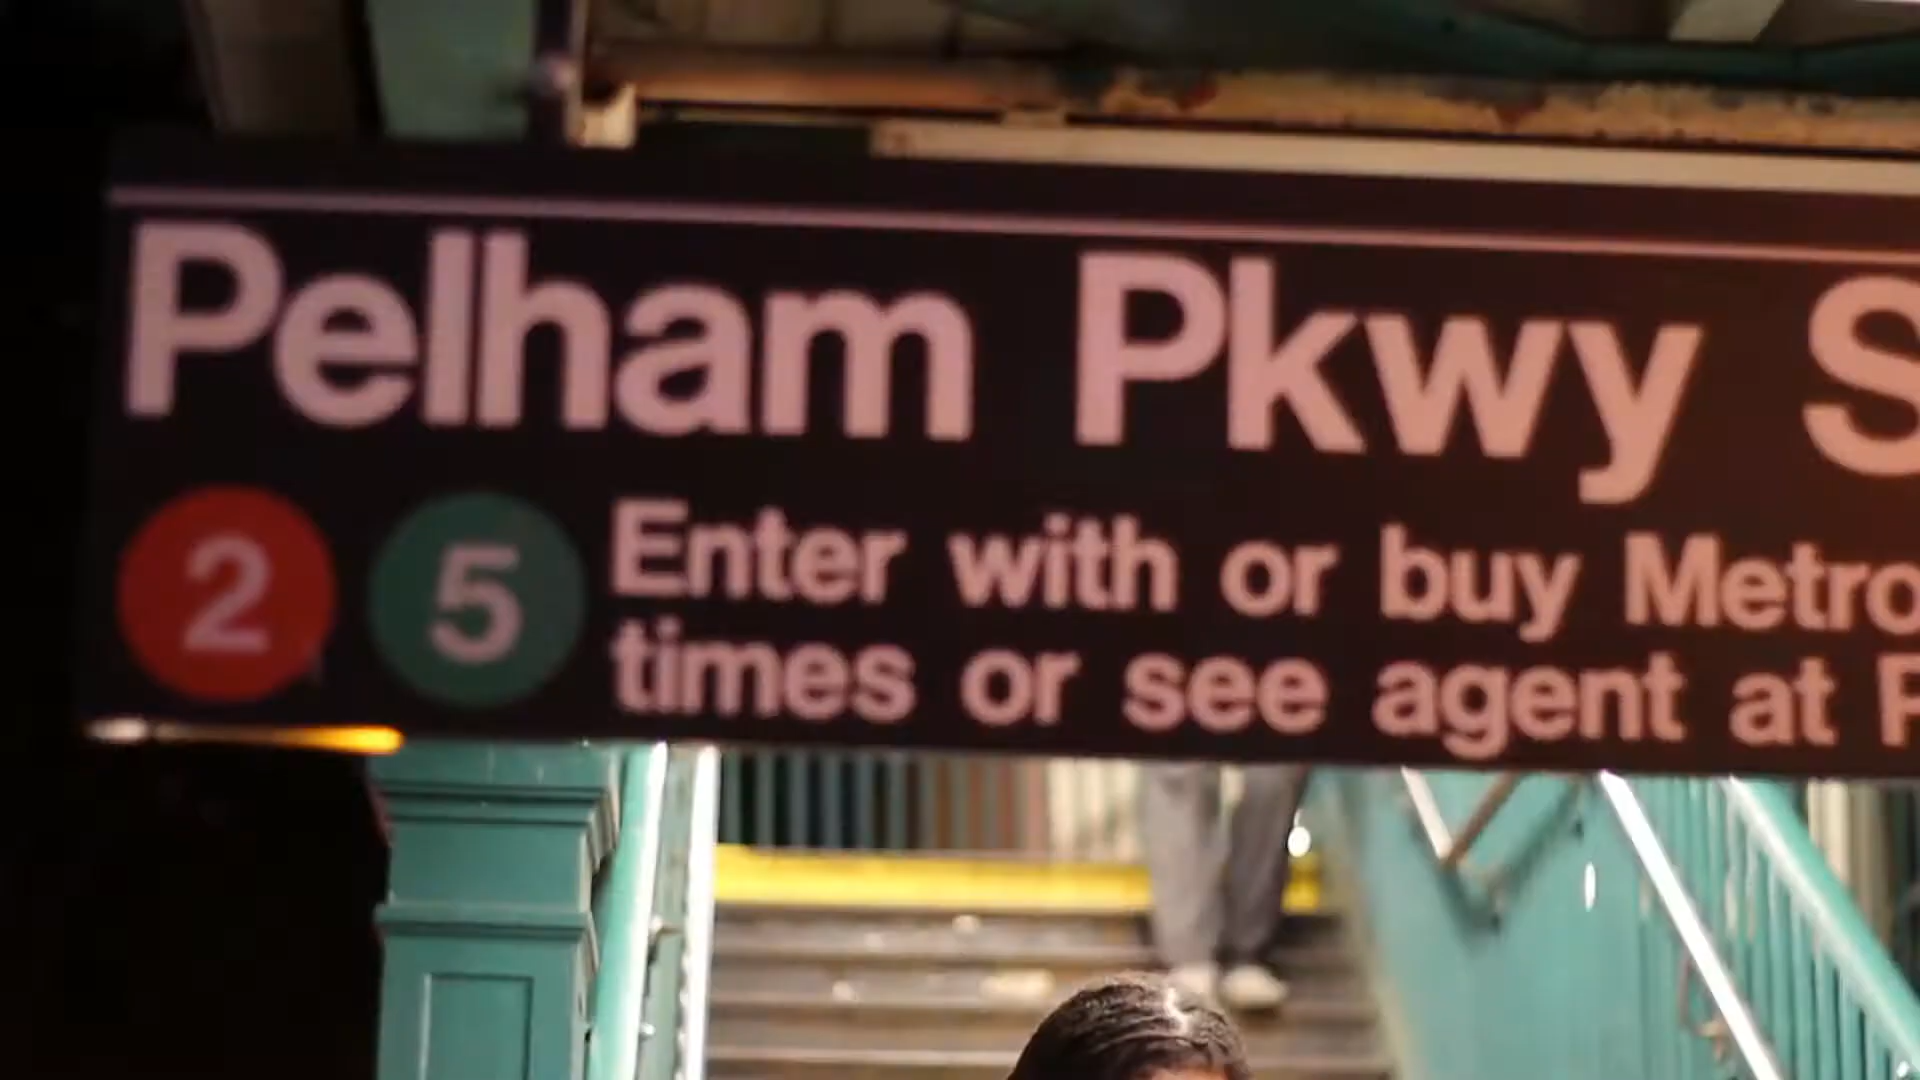 Pelham Pkwy S
2 5 Enter with or buy Metro
times or see agent at P